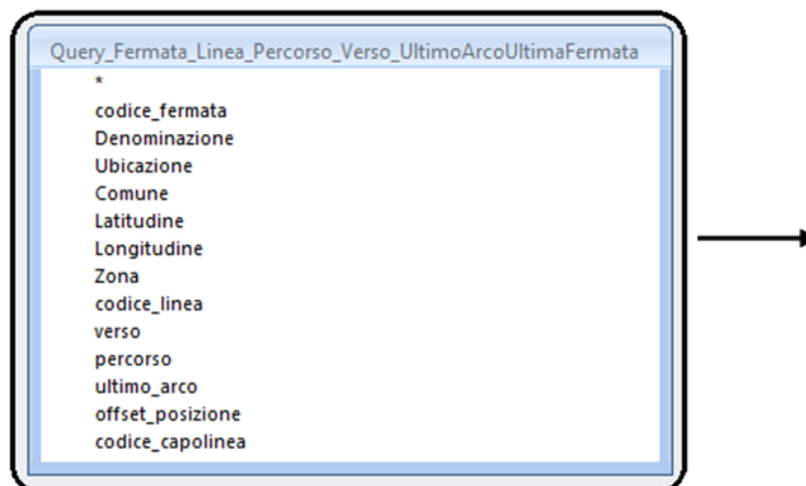 Query_Fermata_Linea_Percorso_Verso_UltimoArcoUltimaFermata
*
codice_fermata
Denominazione
Ubicazione
Comune
Latitudine
Longitudine
Zona
codice_linea
verso
percorso
ultimo_arco
offset_posizione
codice_capolinea